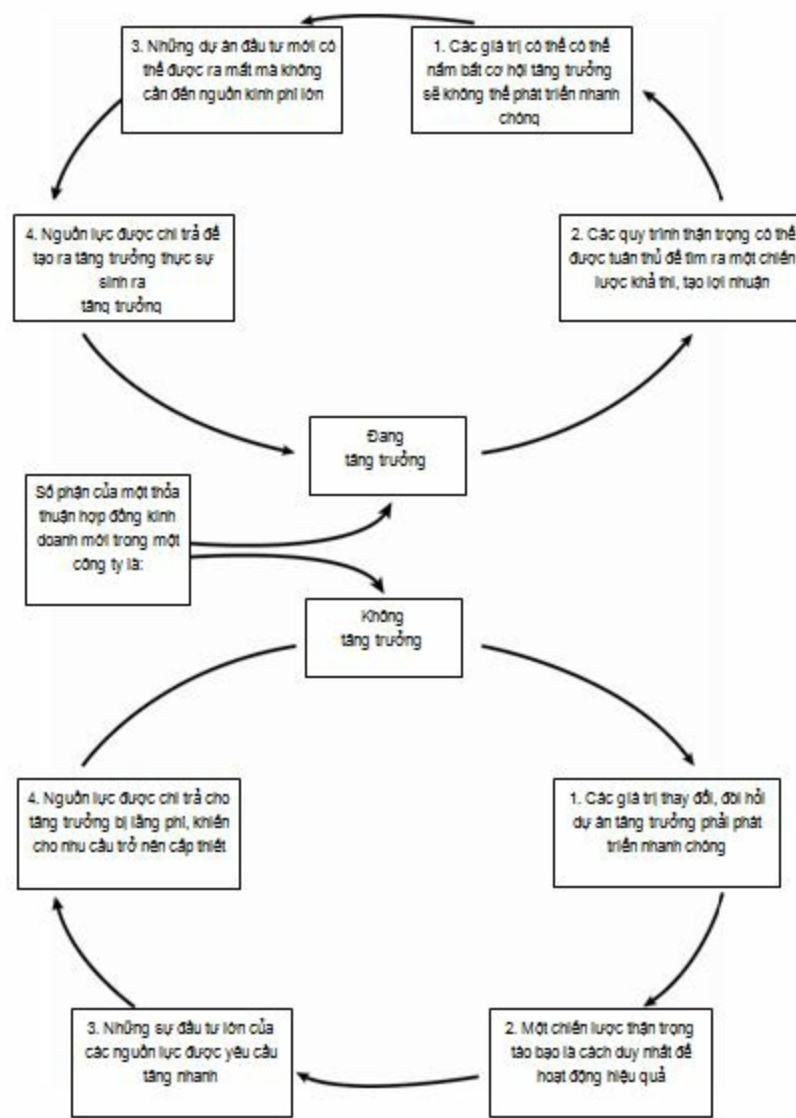 3. Những dự án đầu tư mới có
thể được ra mắt mà không
cần đến nguồn kinh phí lớn
1. Các giá trị có thể có thể
nắm bắt cơ hội tăng trưởng
sẽ không thể phát triển nhanh
chóng
4. Nguồn lực được chi trả để
tạo ra tăng trưởng thực sự
sinh ra
tăng trưởng
2. Các quy trình thận trọng có thể
được tuân thủ để tìm ra một chiến
lược khả thi, tạo lợi nhuận
Đang
tăng trưởng
Số phận của một thỏa
thuận hợp đồng kinh
doanh mới trong một
công ty là:
Không
tăng trưởng
4. Nguồn lực được chi trả cho
tăng trưởng bị lãng phí, khiến
cho nhu cầu trở nên cấp thiết
1. Các giá trị thay đổi, đòi hỏi
dự án tăng trưởng phải phát
triển nhanh chóng
3. Những sự đầu tư lớn của
các nguồn lực được yêu cầu
tăng nhanh
2. Một chiến lược thận trọng
táo bạo là cách duy nhất để
hoạt động hiệu quả